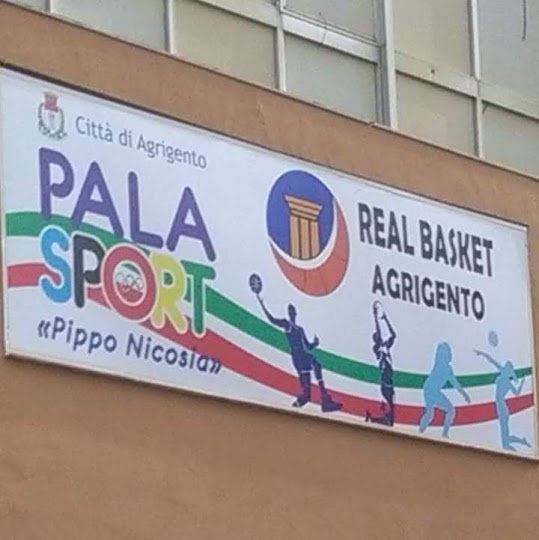 Città di Agrigento
PALA
SPORT
«Pippo Nicosia»
REAL BASKET
AGRIGENTO